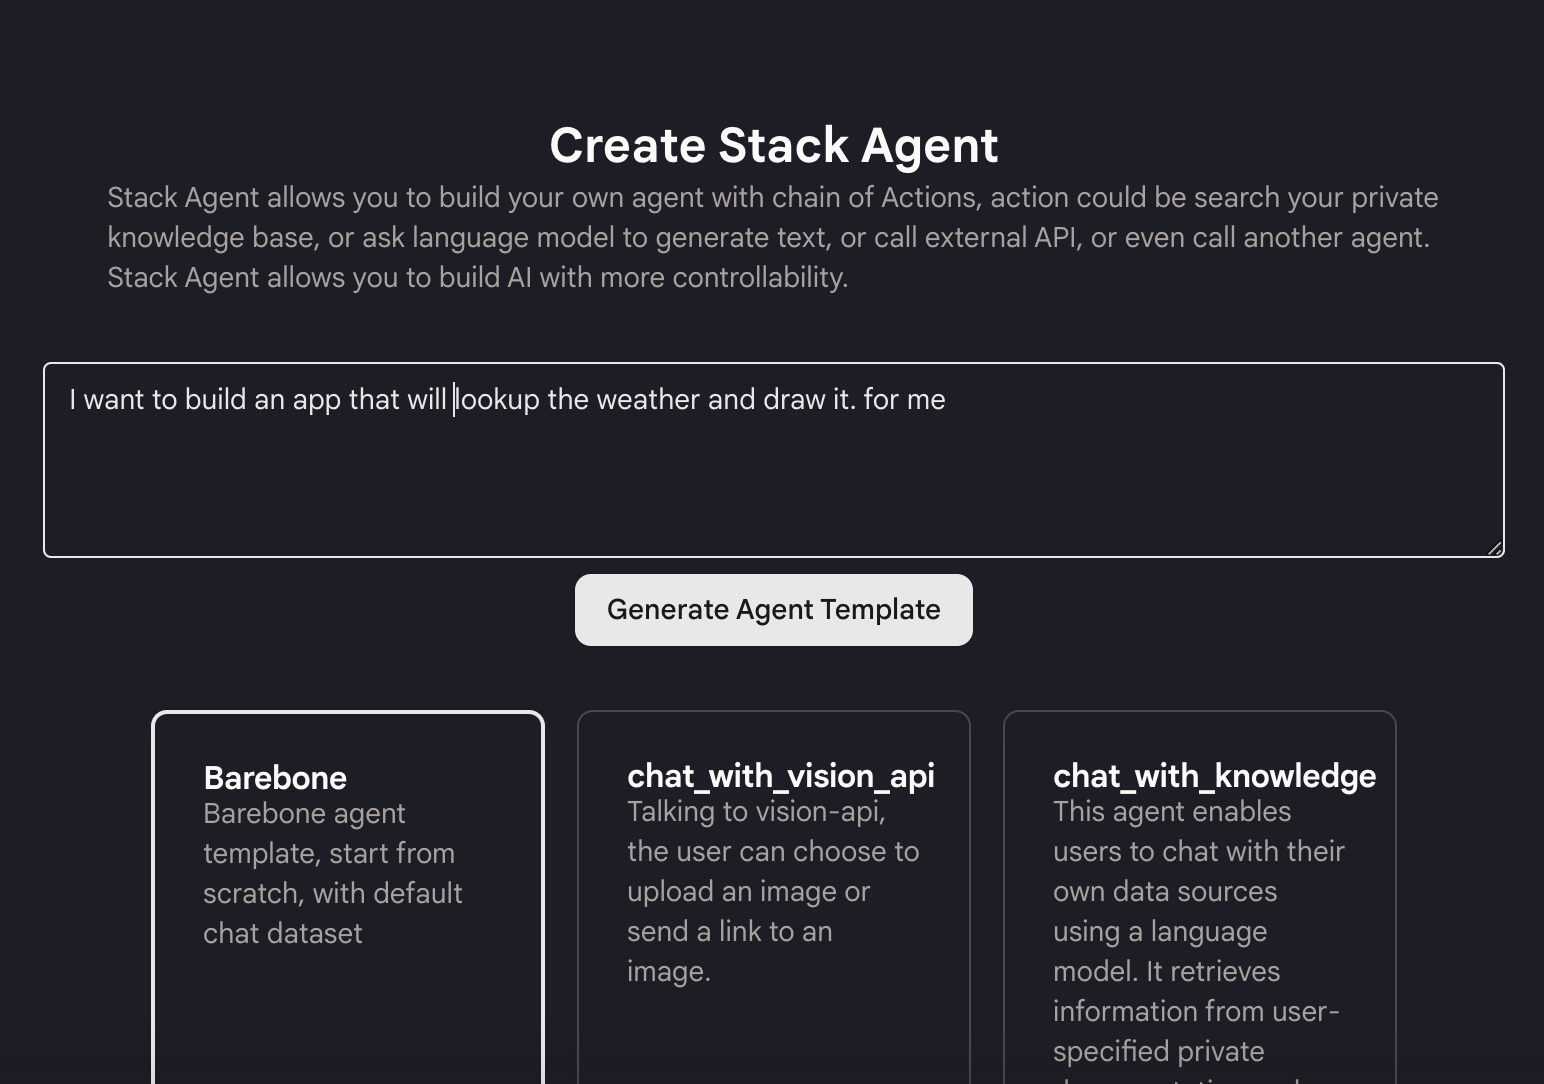 Create Stack Agent
Stack Agent allows you to build your own agent with chain of Actions, action could be search your private
knowledge base, or ask language model to generate text, or call external API, or even call another agent.
Stack Agent allows you to build AI with more controllability.
I want to build an app that will lookup the weather and draw it. for me
Generate Agent Template
Barebone
Barebone agent
template, start from
scratch, with default
chat dataset
chat_with_vision_api
Talking to vision-api,
the user can choose to
upload an image or
send a link to an
image.
chat_with_knowledge
This agent enables
users to chat with their
own data sources
using a language
model. It retrieves
information from user-
specified private